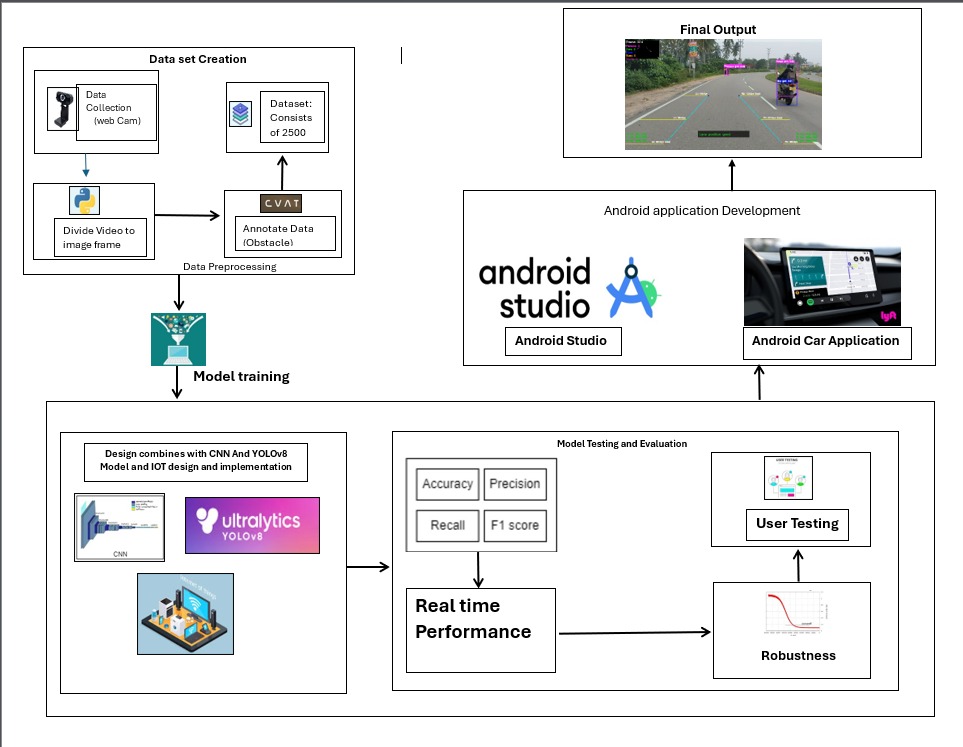 Final Output
Data set Creation
Data
Collection
(web Cam)
Dataset:
Consists
of 2500
Divide Video to
image frame
CVAT
Annotate Data
(Obstacle)
Data Preprocessing
Model training
Android application Development
android
studio
Android Studio
lyft
Android Car Application
Design combines with CNN And YOLOv8
Model and IOT design and implementation
CNN
ultralytics
YOLOv8
Model Testing and Evaluation
Accuracy
Precision
Recall
F1 score
Real time
Performance
USER TESTING
User Testing
Robustness